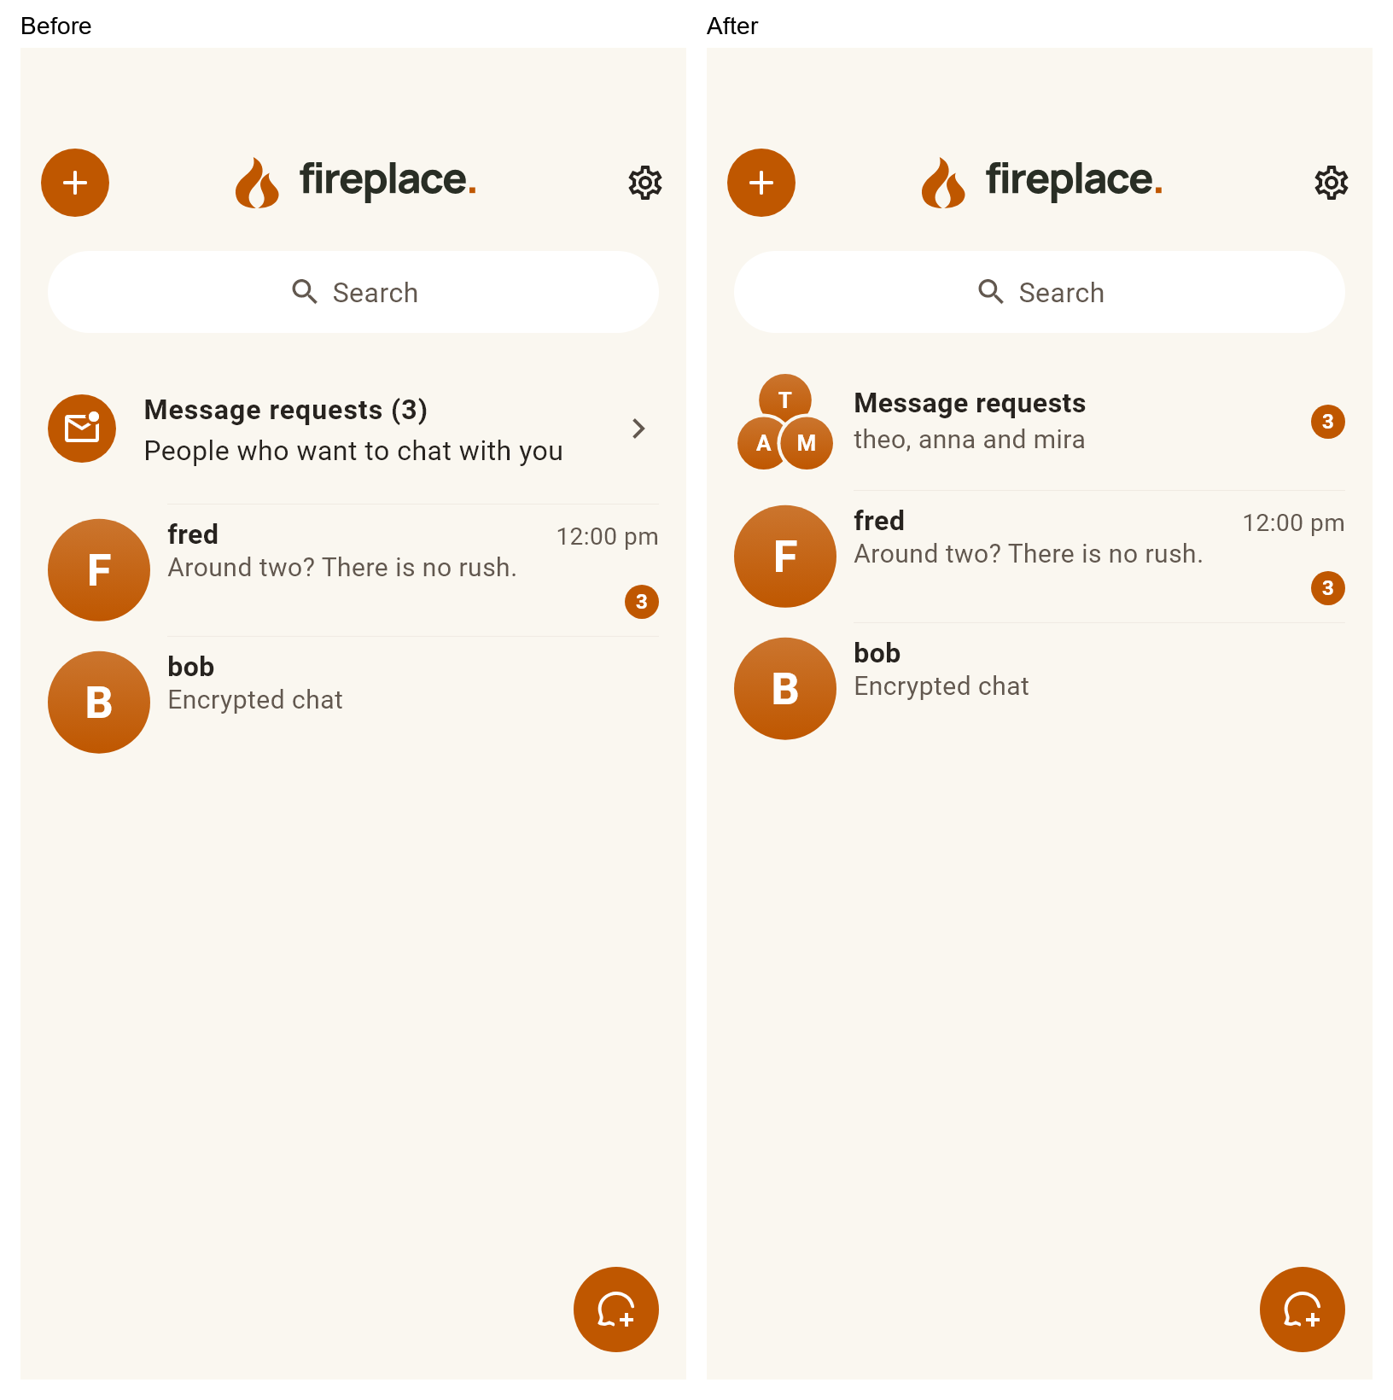 Before
fireplace.
Search
Message requests (3)
People who want to chat with you
F
fred
12:00 pm
Around two? There is no rush.
3
B
bob
Encrypted chat
After
fireplace.
Search
T
A
M
Message requests
theo, anna and mira
3
F
fred
12:00 pm
Around two? There is no rush.
3
B
bob
Encrypted chat